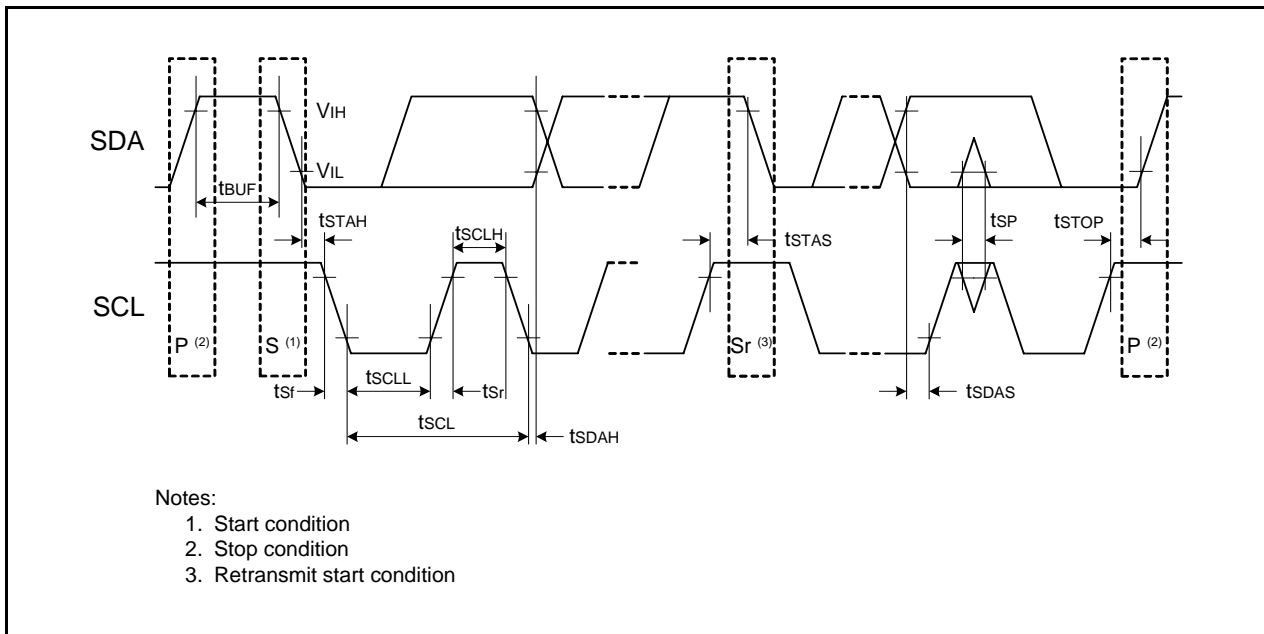 VIH
SDA
VIL
tBUF
tSTAH
tSCLH
tSTAS
tSP
tSTOP
SCL
P (2)
S (1)
Sr (3)
P (2)
tSf
tSCLL
tSr
tSDAS
tSCL
tSDAH
Notes:
1. Start condition
2. Stop condition
3. Retransmit start condition